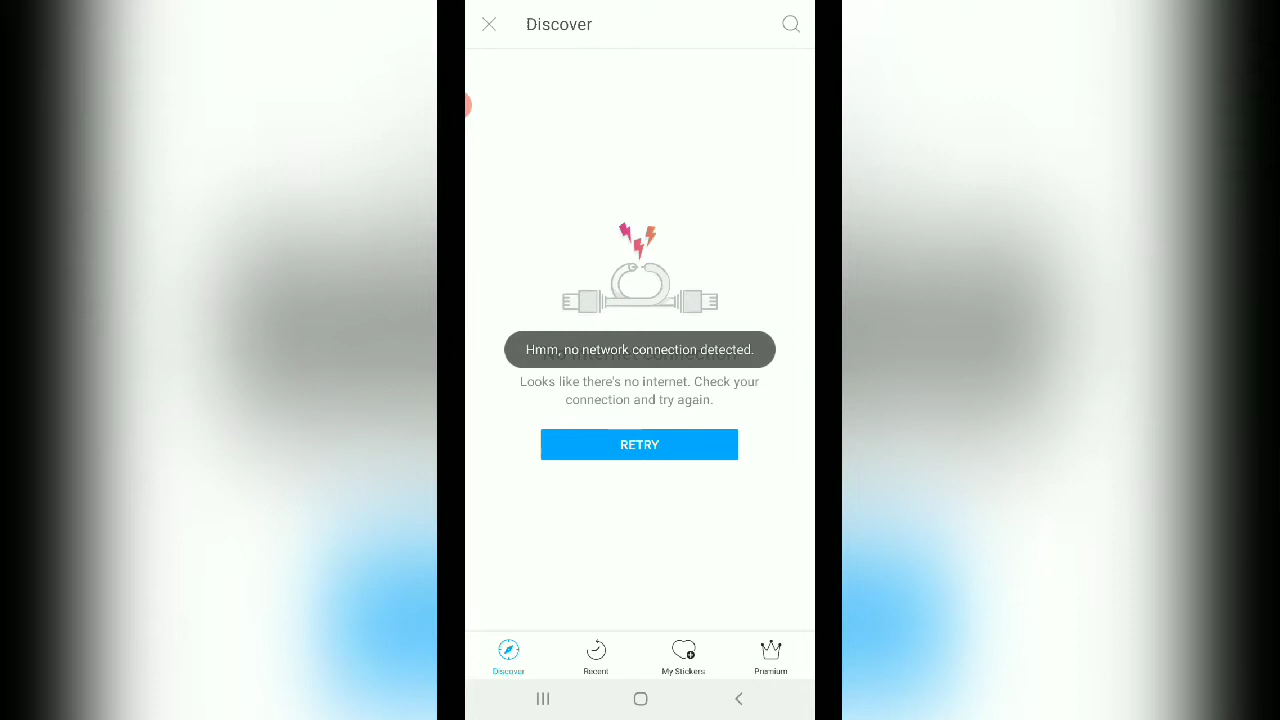 Discover
Hmm, no network connection detected.
Looks like there's no internet. Check your
connection and try again.
RETRY
Discover
Recent
My Stickers
Premium